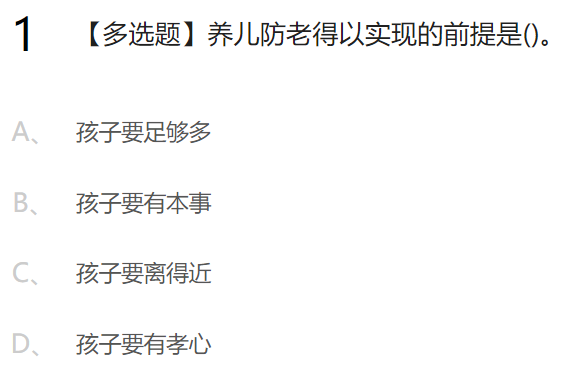 1 【多选题】养儿防老得以实现的前提是()。
A、 孩子要足够多
B、 孩子要有本事
C、 孩子要离得近
D、 孩子要有孝心